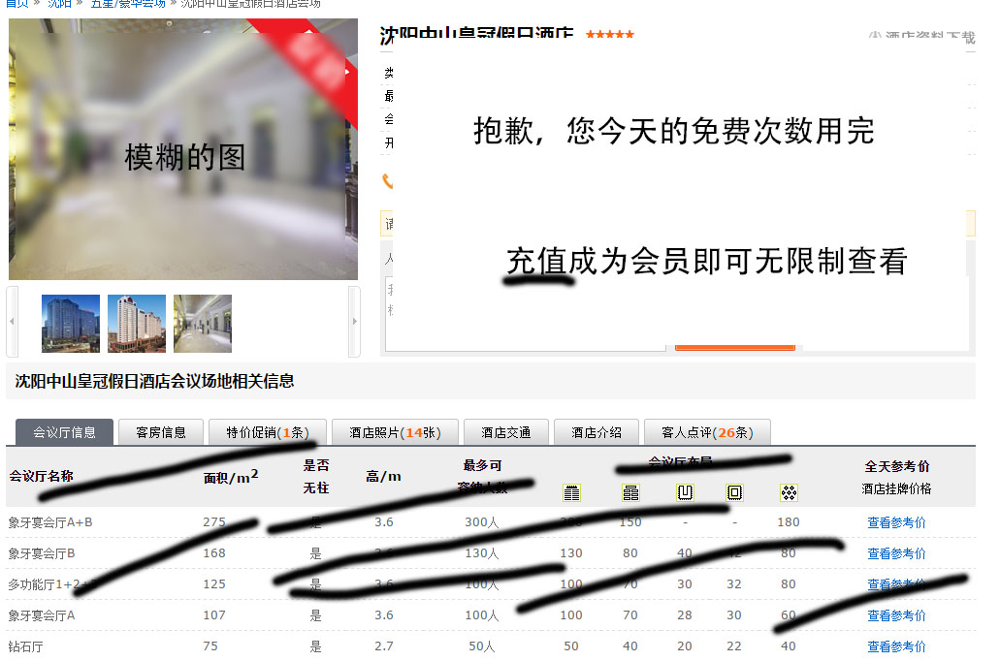 首页 » 沈阳 » 五星/豪华会场 » 沈阳中山皇冠假日酒店会场
沈阳中山皇冠假日酒店 ★★★★★
酒店资料下载
模糊的图
抱歉，您今天的免费次数用完
充值成为会员即可无限制查看
沈阳中山皇冠假日酒店会议场地相关信息
会议厅信息 客房信息 特价促销(1条) 酒店照片(14张) 酒店交通 酒店介绍 客人点评(26条)
会议厅名称 面积/m² 是否无柱 高/m 最多可容纳人数 会议厅布局 全天参考价 酒店挂牌价格
象牙宴会厅A+B 275 是 3.6 300人 150 - - 180 查看参考价
象牙宴会厅B 168 是 3.6 130人 130 80 40 80 查看参考价
多功能厅1+2 125 是 3.6 100人 100 70 30 32 80 查看参考价
象牙宴会厅A 107 是 3.6 100人 100 70 28 30 60 查看参考价
钻石厅 75 是 2.7 50人 50 40 20 22 40 查看参考价